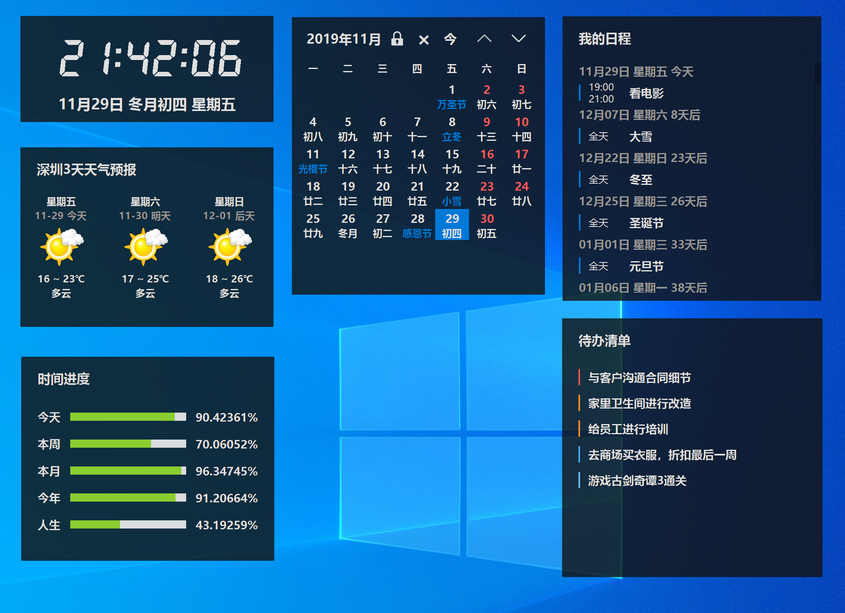 21:42:06
11月29日 冬月初四 星期五
深圳3天天气预报
星期五 星期六 星期日
11-29 今天 11-30 明天 12-01 后天
16 ~ 23℃ 17 ~ 25℃ 18 ~ 26℃
多云 多云 多云
时间进度
今天 90.42361%
本周 70.06052%
本月 96.34745%
今年 91.20664%
人生 43.19259%
2019年11月 今
一 二 三 四 五 六 日
1 2 3
万圣节 初六 初七
4 5 6 7 8 9 10
初八 初九 初十 十一 立冬 十三 十四
11 12 13 14 15 16 17
光棍节 十六 十七 十八 十九 二十 廿一
18 19 20 21 22 23 24
廿二 廿三 廿四 廿五 小雪 廿七 廿八
25 26 27 28 29 30
廿九 冬月 初二 感恩节 初四 初五
我的日程
11月29日 星期五 今天
19:00
21:00 看电影
12月07日 星期六 8天后
全天 大雪
12月22日 星期日 23天后
全天 冬至
12月25日 星期三 26天后
全天 圣诞节
01月01日 星期三 33天后
全天 元旦节
01月06日 星期一 38天后
待办清单
与客户沟通合同细节
家里卫生间进行改造
给员工进行培训
去商场买衣服，折扣最后一周
游戏古剑奇谭3通关